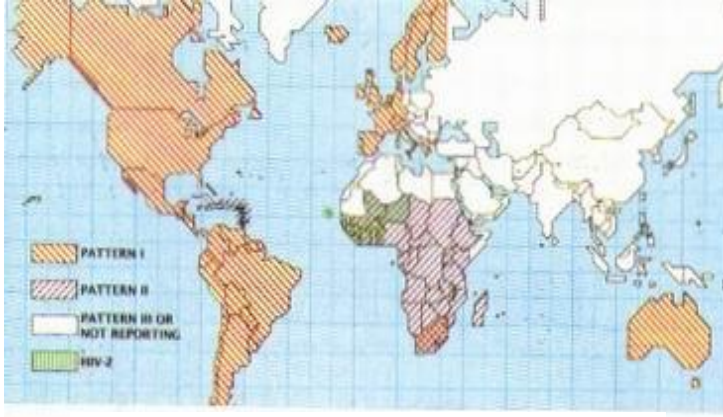 PATTERN I
PATTERN II
PATTERN III OR
NOT REPORTING
HIV-2